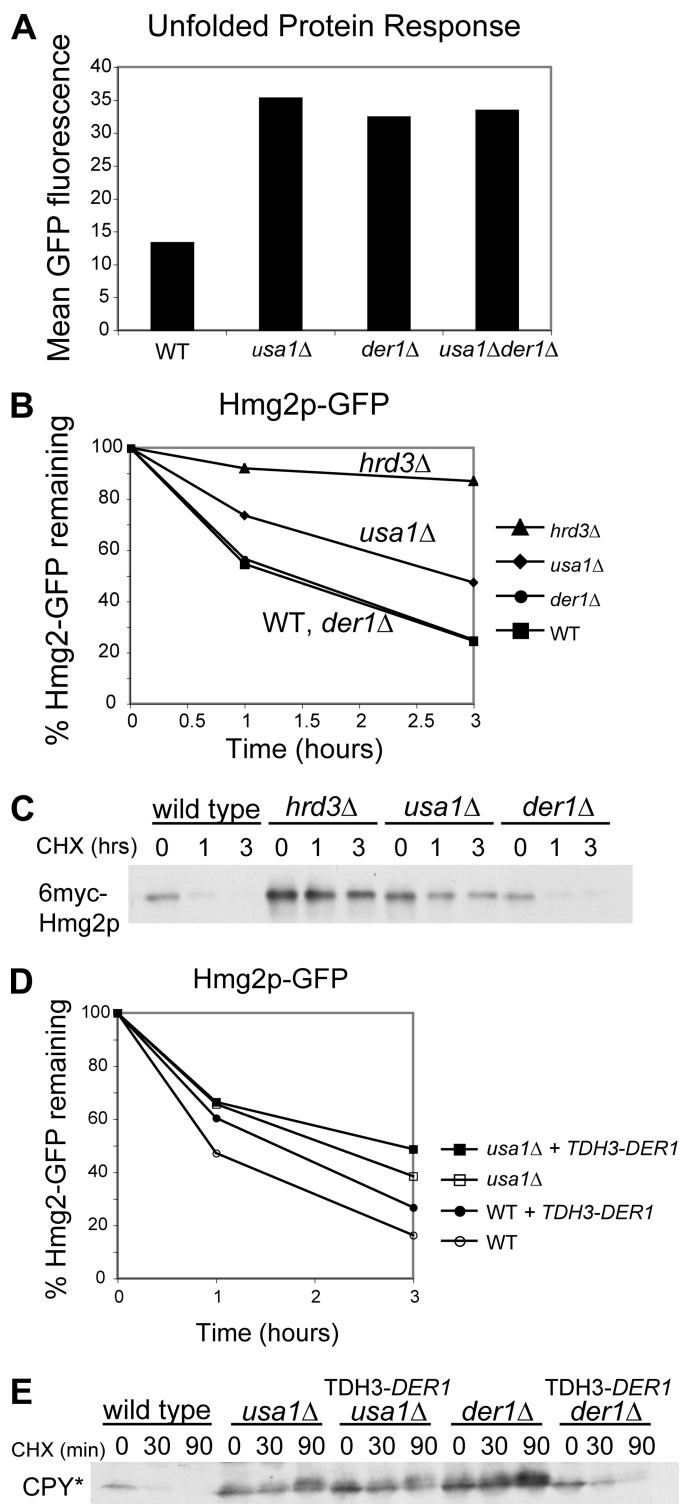 A
Unfolded Protein Response
Mean GFP fluorescence
40
35
30
25
20
15
10
5
0
WT
usa1Δ
der1Δ
usa1Δder1Δ
B
Hmg2p-GFP
% Hmg2-GFP remaining
100
80
60
40
20
0
hrd3Δ
usa1Δ
WT, der1Δ
0 0.5 1 1.5 2 2.5 3
Time (hours)
hrd3Δ
usa1Δ
der1Δ
WT
C
wild type hrd3Δ usa1Δ der1Δ
CHX (hrs) 0 1 3 0 1 3 0 1 3 0 1 3
6myc-
Hmg2p
D
Hmg2p-GFP
% Hmg2-GFP remaining
100
80
60
40
20
0
0 1 2 3
Time (hours)
usa1Δ + TDH3-DER1
usa1Δ
WT + TDH3-DER1
WT
E
TDH3-DER1 TDH3-DER1
wild type usa1Δ usa1Δ der1Δ der1Δ
CHX (min) 0 30 90 0 30 90 0 30 90 0 30 90 0 30 90
CPY*